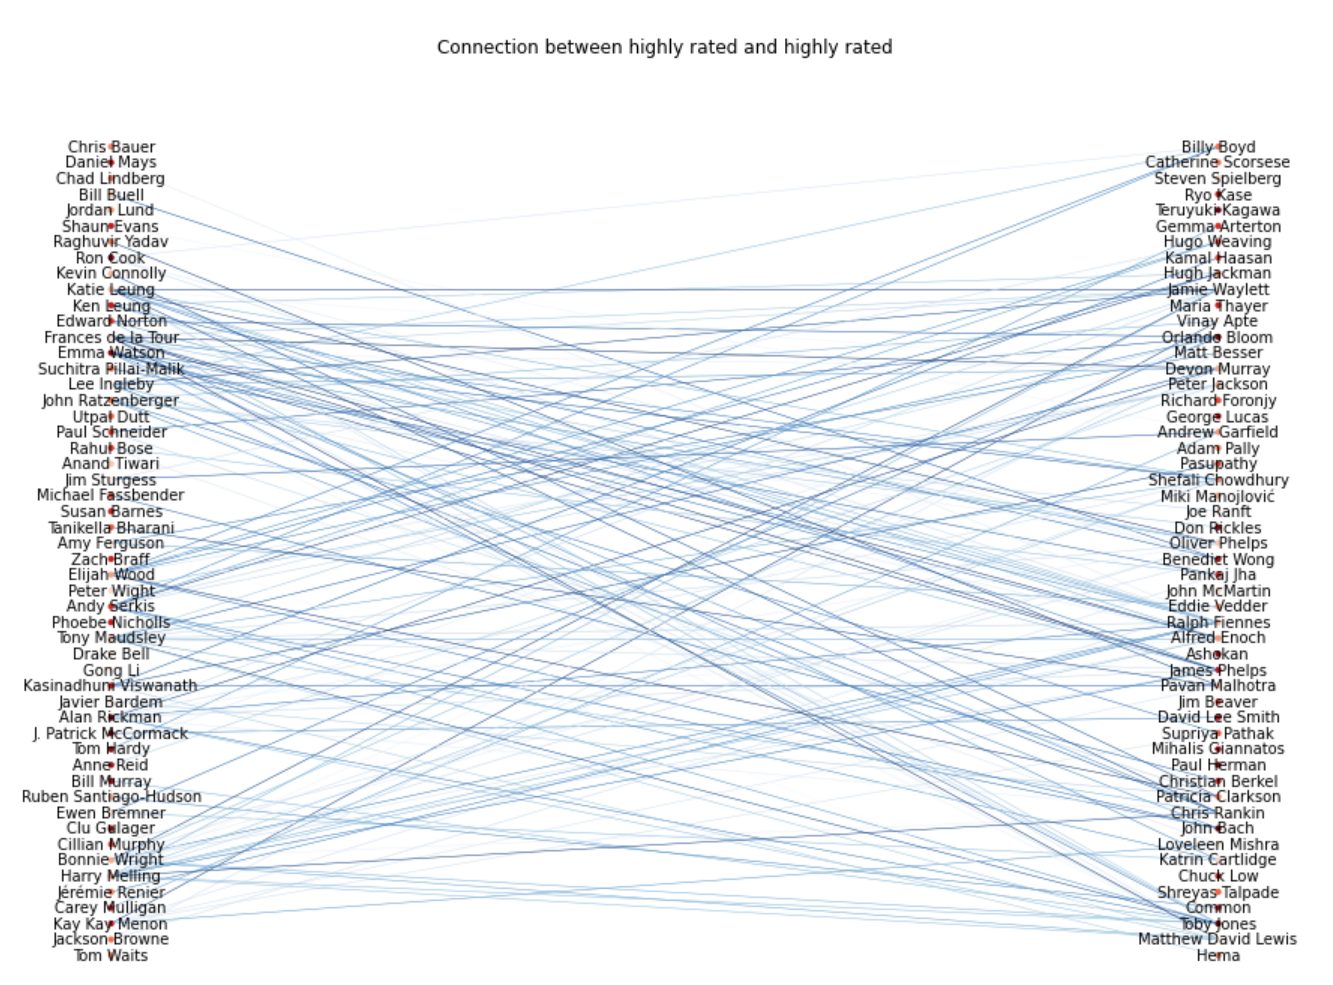 Connection between highly rated and highly rated
Chris Bauer
Daniel Mays
Chad Lindberg
Bill Buell
Jordan Lund
Shaun Evans
Raghuvir Yadav
Ron Cook
Kevin Connolly
Katie Leung
Ken Leung
Edward Norton
Frances de la Tour
Emma Watson
Suchitra Pillai-Malik
Lee Ingleby
John Ratzenberger
Utpal Dutt
Paul Schneider
Rahul Bose
Anand Tiwari
Jim Sturgess
Michael Fassbender
Susan Barnes
Tanikella Bharani
Amy Ferguson
Zach Braff
Elijah Wood
Peter Wight
Andy Serkis
Phoebe Nicholls
Tony Maudsley
Drake Bell
Gong Li
Kasinadhuni Viswanath
Javier Bardem
Alan Rickman
J. Patrick McCormack
Tom Hardy
Anne Reid
Bill Murray
Ruben Santiago-Hudson
Ewen Bremner
Clu Gulager
Cillian Murphy
Bonnie Wright
Harry Melling
Jérémie Renier
Carey Mulligan
Kay Kay Menon
Jackson Browne
Tom Waits
Billy Boyd
Catherine Scorsese
Steven Spielberg
Ryo Kase
Teruyuki Kagawa
Gemma Arterton
Hugo Weaving
Kamal Haasan
Hugh Jackman
Jamie Waylett
Maria Thayer
Vinay Apte
Orlando Bloom
Matt Besser
Devon Murray
Peter Jackson
Richard Foronjy
George Lucas
Andrew Garfield
Adam Pally
Pasupathy
Shefali Chowdhury
Miki Manojlović
Joe Ranft
Don Rickles
Oliver Phelps
Benedict Wong
Pankaj Jha
John McMartin
Eddie Vedder
Ralph Fiennes
Alfred Enoch
Ashokan
James Phelps
Pavan Malhotra
Jim Beaver
David Lee Smith
Supriya Pathak
Mihalis Giannatos
Paul Herman
Christian Berkel
Patricia Clarkson
Chris Rankin
John Bach
Loveleen Mishra
Katrin Cartlidge
Chuck Low
Shreyas Talpade
Common
Toby Jones
Matthew David Lewis
Hema